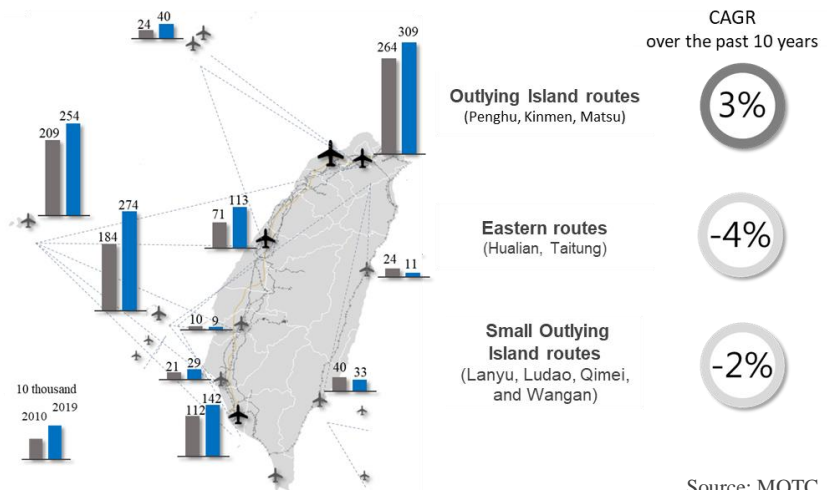 CAGR
over the past 10 years
24 40
264 309
Outlying Island routes
(Penghu, Kinmen, Matsu)
3%
209 254
184 274
71 113
Eastern routes
(Hualian, Taitung)
-4%
24 11
10 9
Small Outlying
Island routes
(Lanyu, Ludao, Qimei,
and Wangan)
-2%
21 29
40 33
10 thousand
2010 2019
112 142
Source: MOTC